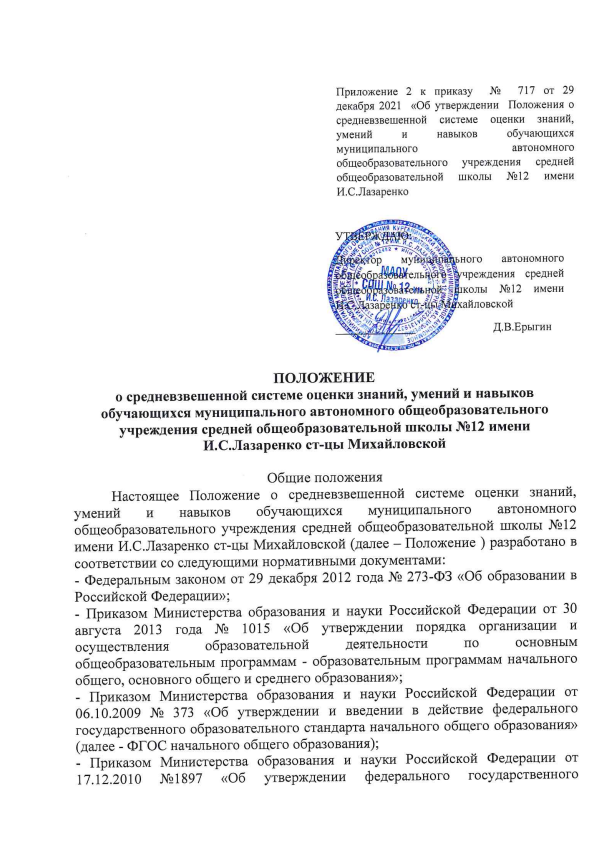 Приложение 2 к приказу № 717 от 29
декабря 2021 «Об утверждении Положения о
средневзвешенной системе оценки знаний,
умений и навыков обучающихся
муниципального автономного
общеобразовательного учреждения средней
общеобразовательной школы №12 имени
И.С.Лазаренко
УТВЕРЖДАЮ:
Директор муниципального автономного
общеобразовательного учреждения средней
общеобразовательной школы №12 имени
И.С.Лазаренко ст-цы Михайловской
Д.В.Ерыгин
МАОУ
СОШ № 12 им.
И.С. Лазаренко
ПОЛОЖЕНИЕ
о средневзвешенной системе оценки знаний, умений и навыков
обучающихся муниципального автономного общеобразовательного
учреждения средней общеобразовательной школы №12 имени
И.С.Лазаренко ст-цы Михайловской
Общие положения
Настоящее Положение о средневзвешенной системе оценки знаний,
умений и навыков обучающихся муниципального автономного
общеобразовательного учреждения средней общеобразовательной школы №12
имени И.С.Лазаренко ст-цы Михайловской (далее – Положение ) разработано в
соответствии со следующими нормативными документами:
- Федеральным законом от 29 декабря 2012 года № 273-ФЗ «Об образовании в
Российской Федерации»;
- Приказом Министерства образования и науки Российской Федерации от 30
августа 2013 года № 1015 «Об утверждении порядка организации и
осуществления образовательной деятельности по основным
общеобразовательным программам - образовательным программам начального
общего, основного общего и среднего образования»;
- Приказом Министерства образования и науки Российской Федерации от
06.10.2009 № 373 «Об утверждении и введении в действие федерального
государственного образовательного стандарта начального общего образования»
(далее - ФГОС начального общего образования);
- Приказом Министерства образования и науки Российской Федерации от
17.12.2010 №1897 «Об утверждении федерального государственного